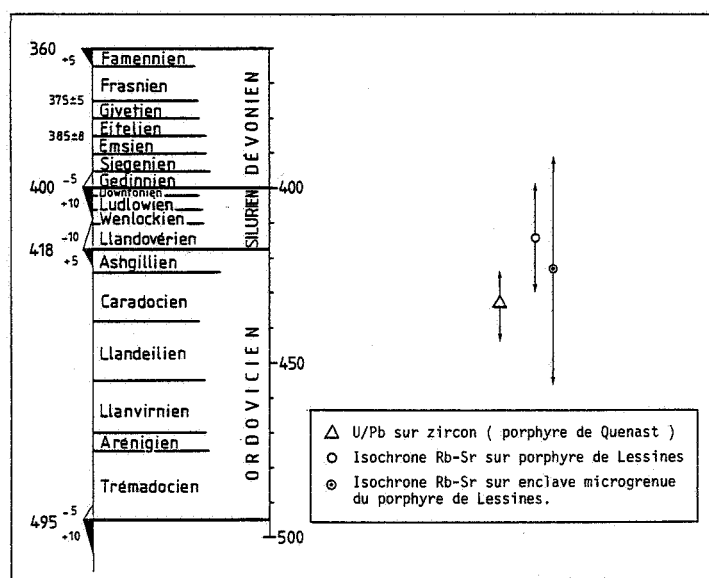 360
+5
Famennien
Frasnien
375±5
Givetien
Eifelien
385±8
Emsien
Siegenien
-5
Gedinnien
400
Downtonien
+10
Ludlowien
Wenlockien
-10
Llandovérien
418
+5
Ashgillien
Caradocien
Llandeilien
Llanvirnien
Arénigien
Trémadocien
-5
495
+10
DÉVONIEN
SILURIEN
ORDOVICIEN
400
450
500
U/Pb sur zircon ( porphyre de Quenast )
Isochrone Rb-Sr sur porphyre de Lessines
Isochrone Rb-Sr sur enclave microgrenue
du porphyre de Lessines.